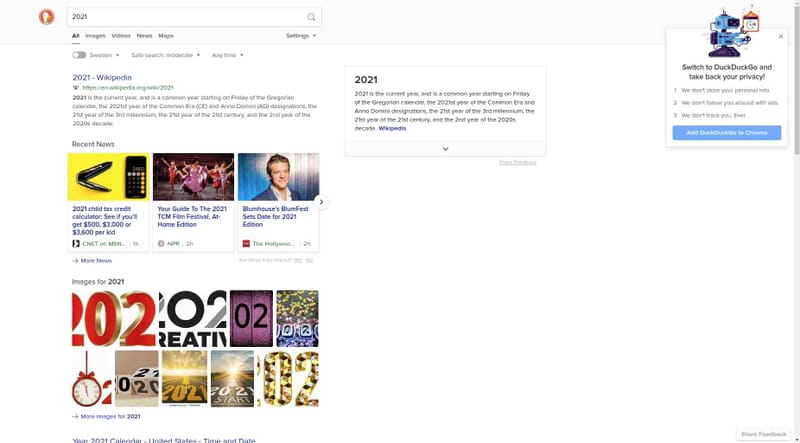 2021
All Images Videos News Maps Settings
Sweden Safe search: moderate Any time
2021 - Wikipedia
https://en.wikipedia.org/wiki/2021
2021 is the current year, and is a common year starting on Friday of the Gregorian
calendar, the 2021st year of the Common Era (CE) and Anno Domini (AD) designations, the
21st year of the 3rd millennium, the 21st year of the 21st century, and the 2nd year of the
2020s decade.
Recent News
2021 child tax credit
calculator: See if you'll
get $500, $3,000 or
$3,600 per kid
CNET on MSN... 1h
Your Guide To The 2021
TCM Film Festival, At-
Home Edition
NPR 2h
Blumhouse's BlumFest
Sets Date for 2021
Edition
The Hollywoo... 2h
More News
Are these links helpful? Yes No
Images for 2021
202
202
REATIV
02
2021
202
2021
2021
START
202
More Images for 2021
Year 2021 Calendar - United States - Time and Date
2021
2021 is the current year, and is a common year starting on Friday
of the Gregorian calendar, the 2021st year of the Common Era and
Anno Domini designations, the 21st year of the 3rd millennium,
the 21st year of the 21st century, and the 2nd year of the 2020s
decade. Wikipedia
Share Feedback
Switch to DuckDuckGo and
take back your privacy!
1 We don't store your personal info.
2 We don't follow you around with ads.
3 We don't track you. Ever.
Add DuckDuckGo to Chrome
Share Feedback